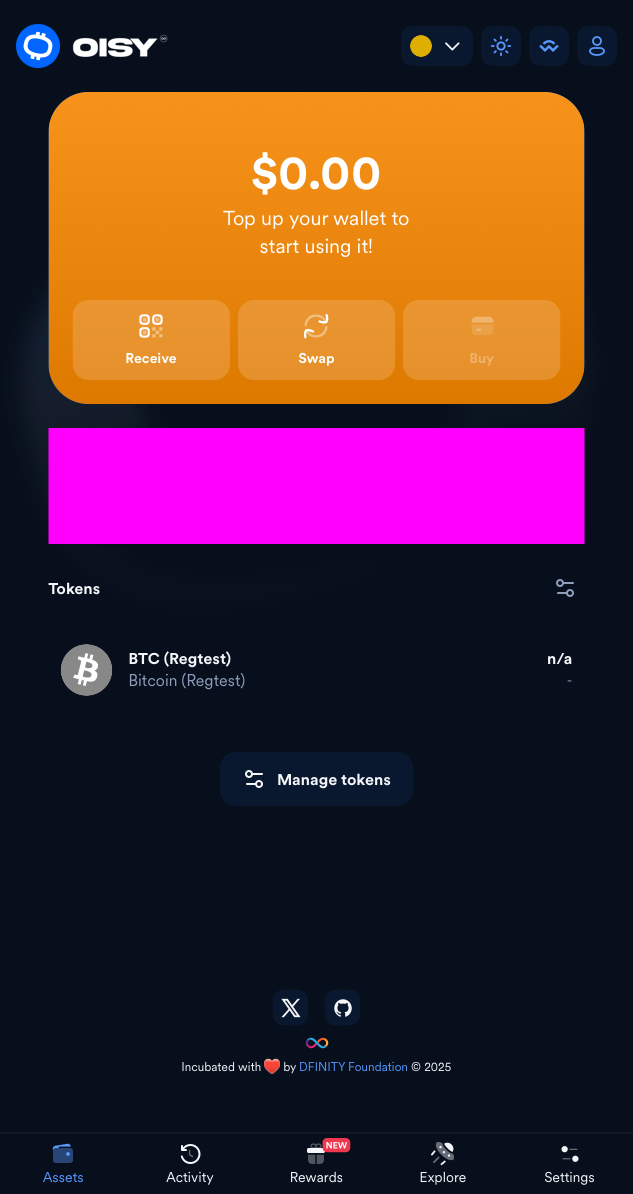 OISY
$0.00
Top up your wallet to
start using it!
Receive
Swap
Buy
Tokens
BTC (Regtest)
n/a
Bitcoin (Regtest)
-
Manage tokens
Incubated with ❤️ by DFINITY Foundation © 2025
NEW
Assets
Activity
Rewards
Explore
Settings